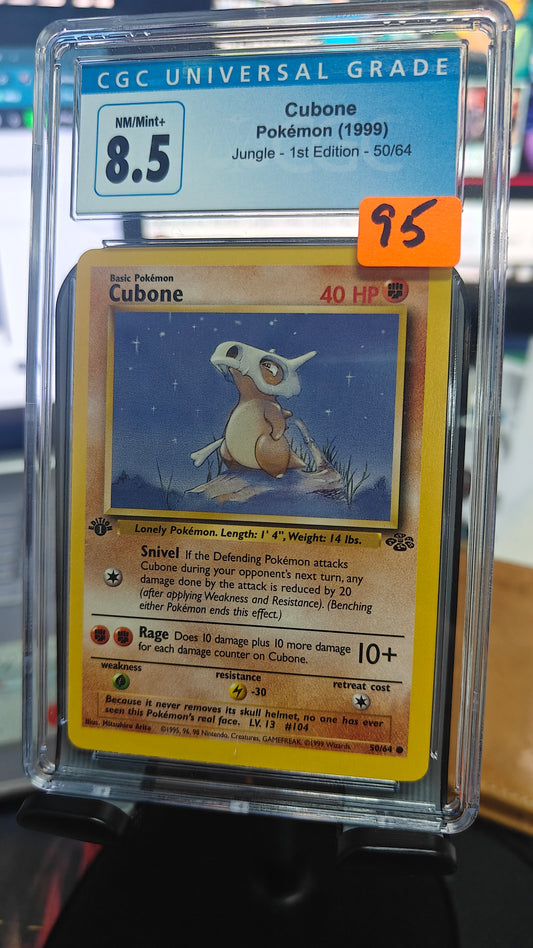 CGC UNIVERSAL GRADE
NM/Mint+
8.5
Cubone
Pokémon (1999)
Jungle - 1st Edition - 50/64
95
Basic Pokémon
Cubone
40 HP
EDITION
1
Lonely Pokémon. Length: 1' 4", Weight: 14 lbs.
Snivel If the Defending Pokémon attacks
Cubone during your opponent's next turn, any
damage done by the attack is reduced by 20
(after applying Weakness and Resistance). (Benching
either Pokémon ends this effect.)
Rage Does 10 damage plus 10 more damage
for each damage counter on Cubone.
10+
weakness
resistance
retreat cost
-30
Because it never removes its skull helmet, no one has ever
seen this Pokémon's real face. LV. 13 #104
Illus. Mitsuhiro Arita ©1995, 96, 98 Nintendo, Creatures, GAMEFREAK. ©1999 Wizards. 50/64